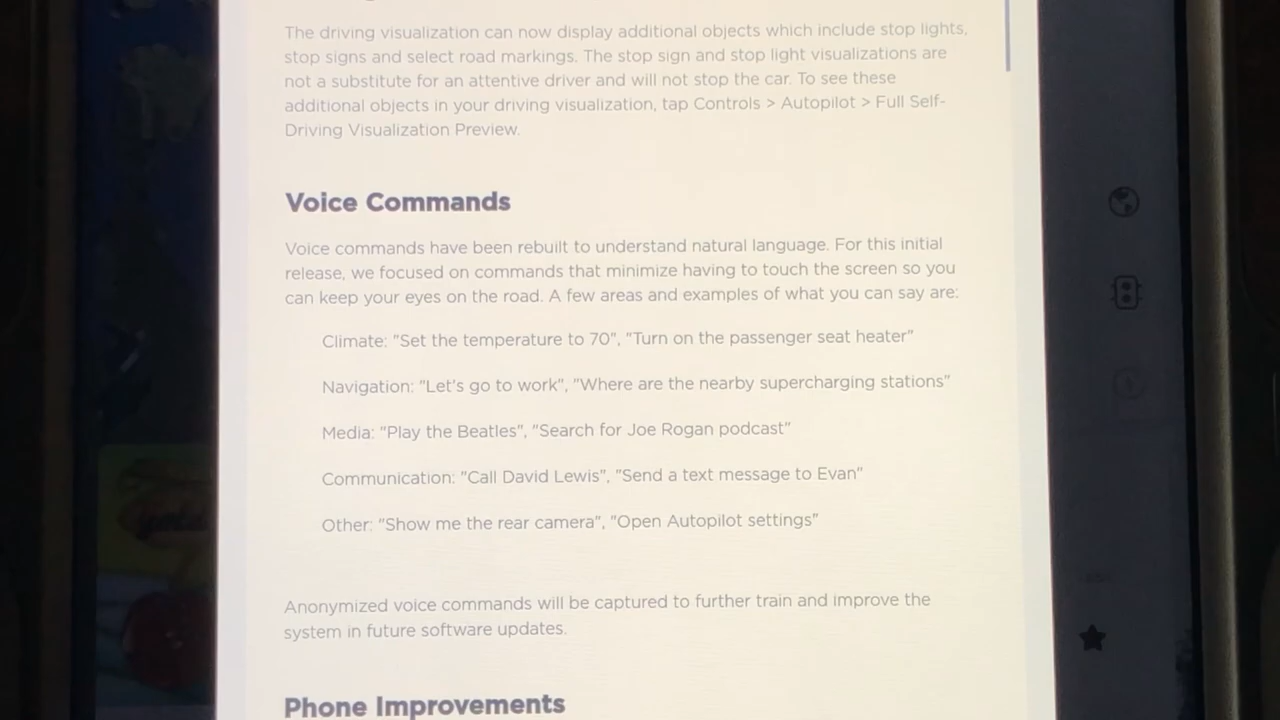 The driving visualization can now display additional objects which include stop lights,
stop signs and select road markings. The stop sign and stop light visualizations are
not a substitute for an attentive driver and will not stop the car. To see these
additional objects in your driving visualization, tap Controls > Autopilot > Full Self-
Driving Visualization Preview.
Voice Commands
Voice commands have been rebuilt to understand natural language. For this initial
release, we focused on commands that minimize having to touch the screen so you
can keep your eyes on the road. A few areas and examples of what you can say are:
Climate: "Set the temperature to 70", "Turn on the passenger seat heater"
Navigation: "Let's go to work", "Where are the nearby supercharging stations"
Media: "Play the Beatles", "Search for Joe Rogan podcast"
Communication: "Call David Lewis", "Send a text message to Evan"
Other: "Show me the rear camera", "Open Autopilot settings"
Anonymized voice commands will be captured to further train and improve the
system in future software updates.
Phone Improvements